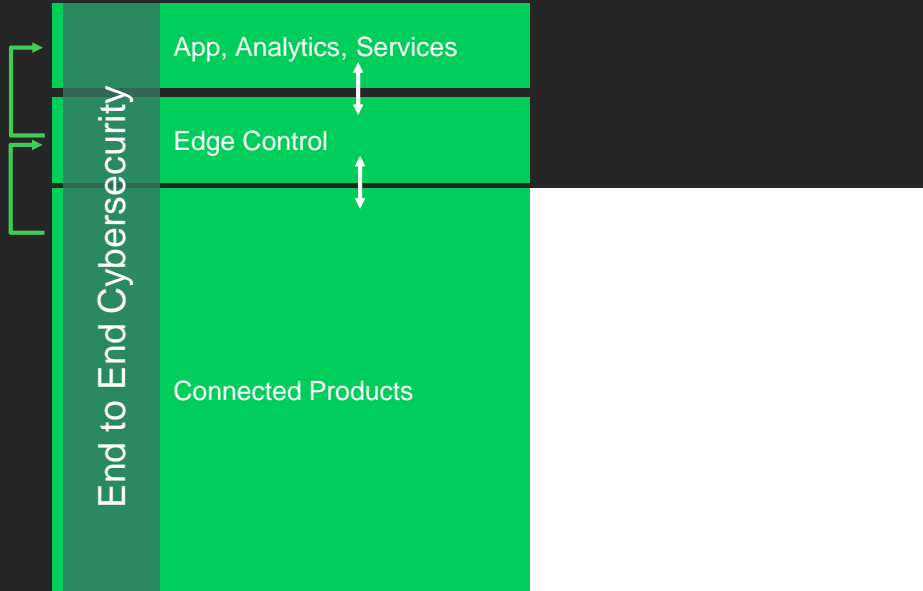 App, Analytics, Services
Edge Control
Connected Products
End to End Cybersecurity